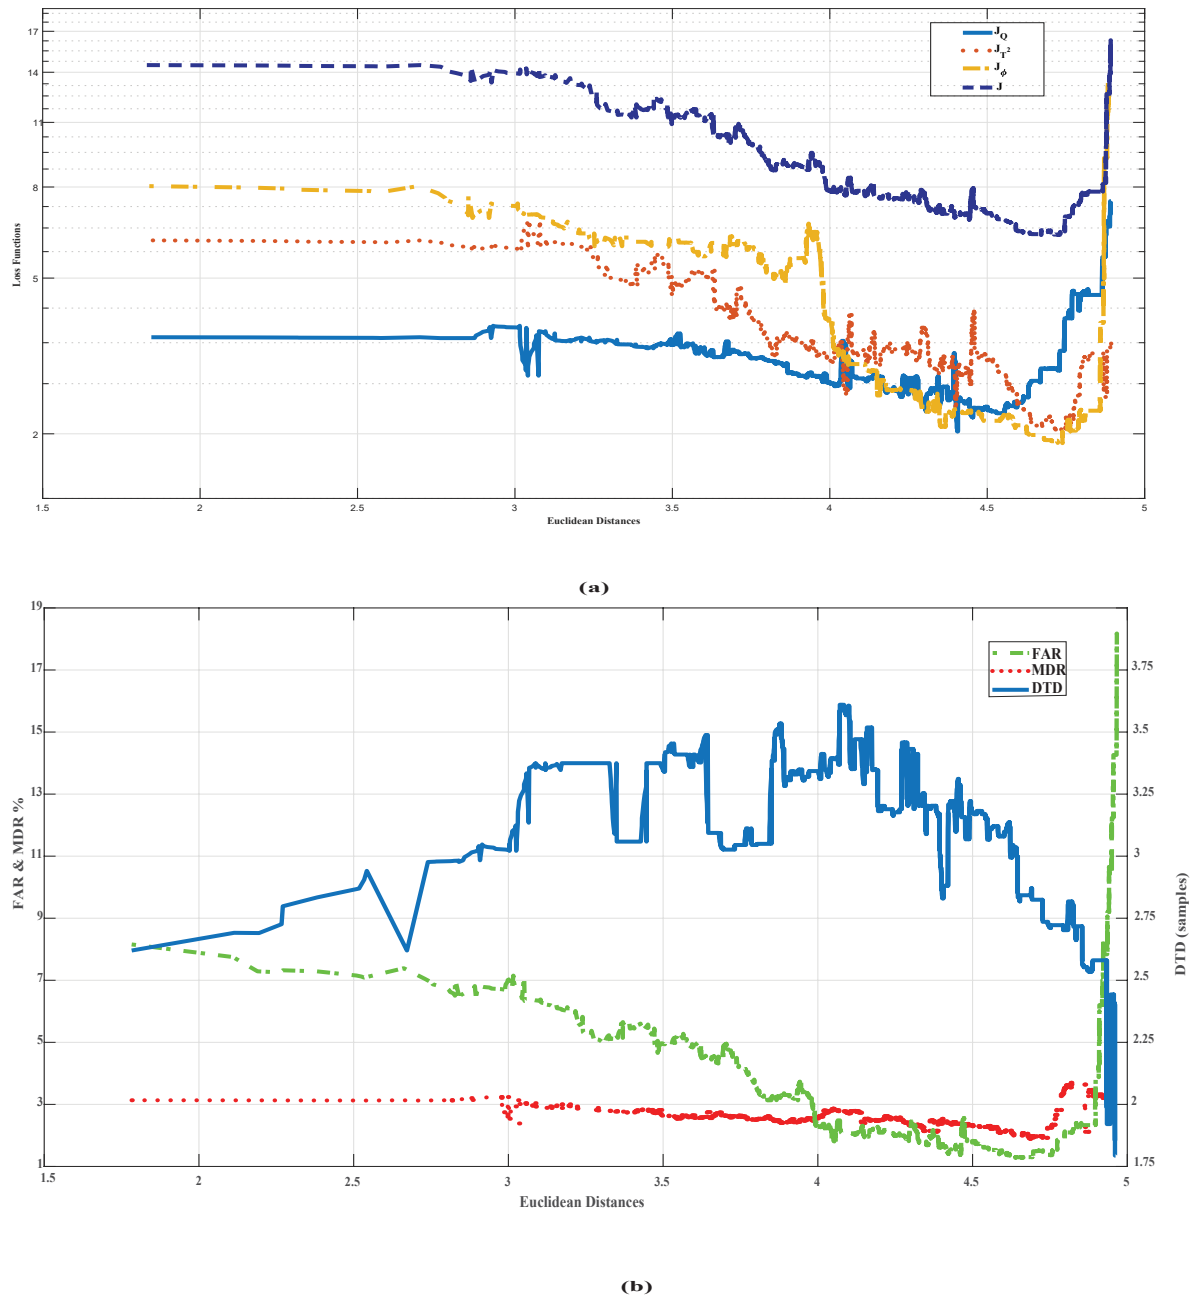 17
14
11
8
5
2
Loss Functions
J_Q
J_T²
J_ϕ
J
1.5 2 2.5 3 3.5 4 4.5 5
Euclidean Distances
(a)
19
17
15
13
11
9
7
5
3
1
FAR & MDR %
FAR
MDR
DTD
3.75
3.5
3.25
3
2.75
2.5
2.25
2
1.75
DTD (samples)
1.5 2 2.5 3 3.5 4 4.5 5
Euclidean Distances
(b)